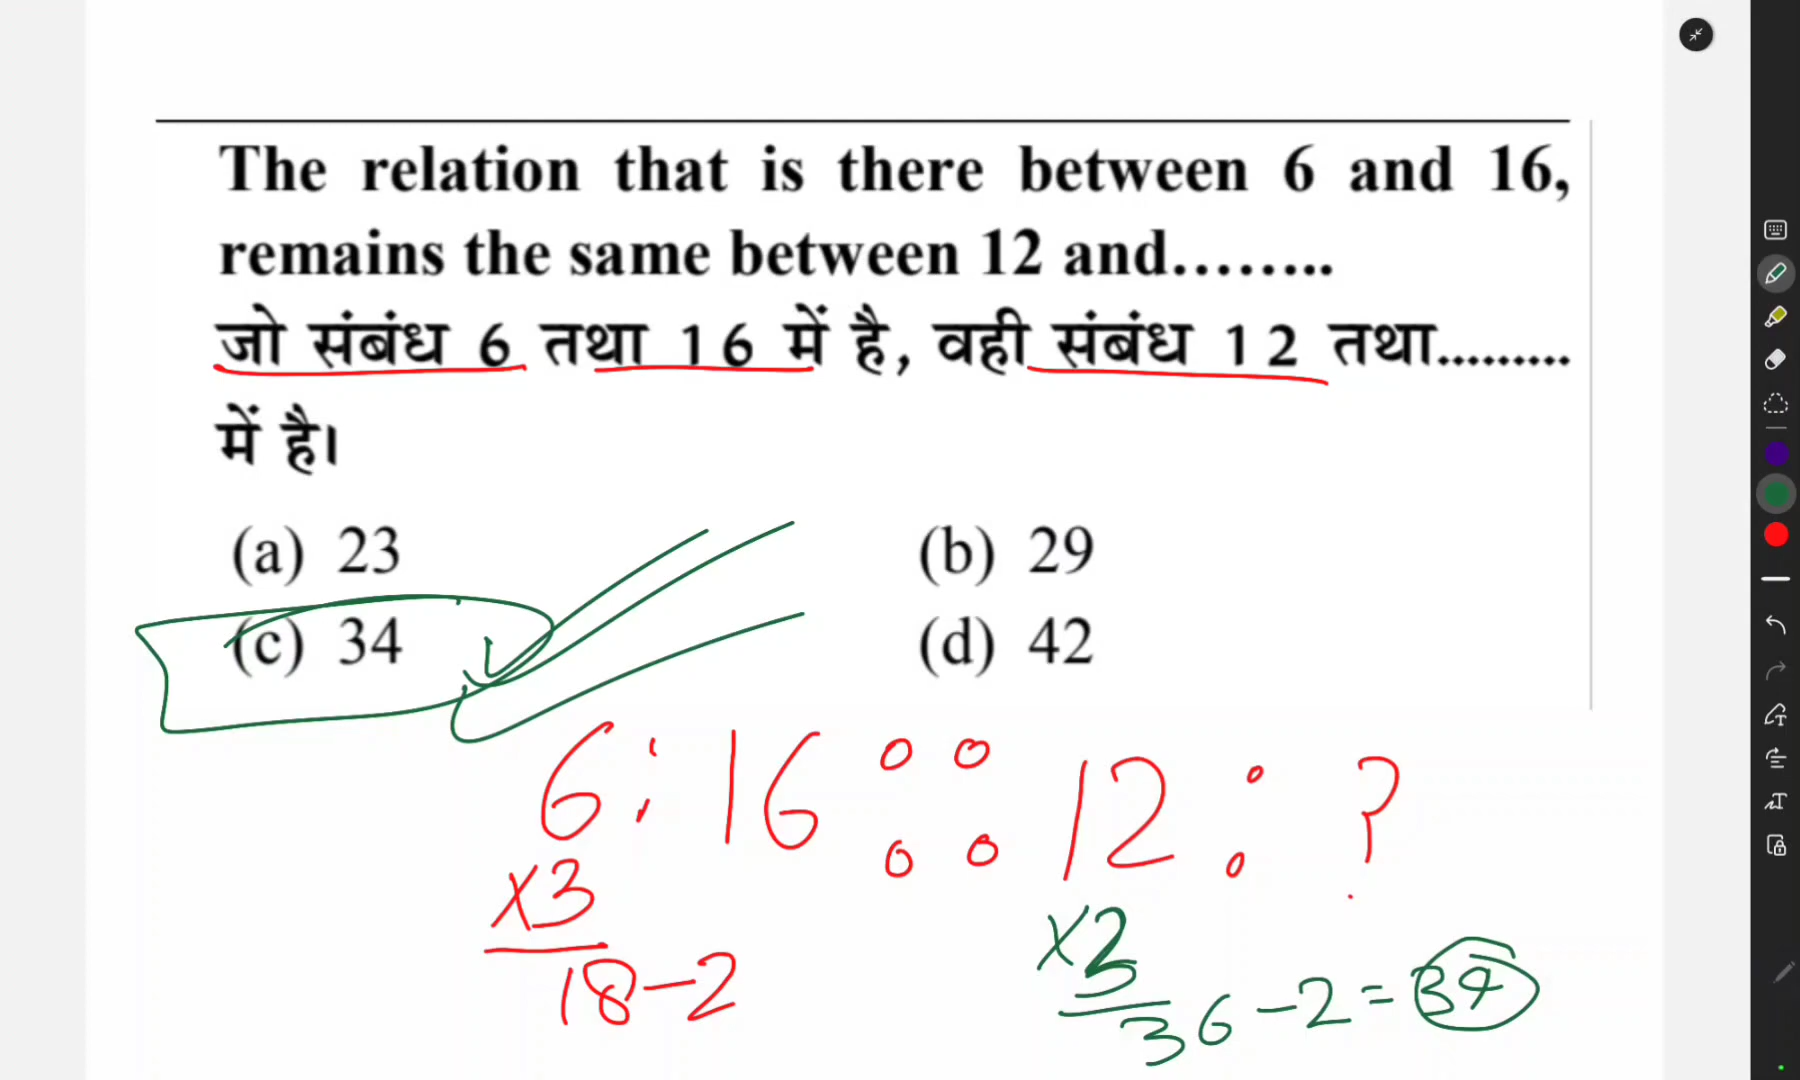 The relation that is there between 6 and 16,
remains the same between 12 and........
जो संबंध 6 तथा 16 में है, वही संबंध 12 तथा.........
में है।
(a) 23 (b) 29
(c) 34 (d) 42
6 : 16 :: 12 : ?
×3 ×3
18-2 36-2=34